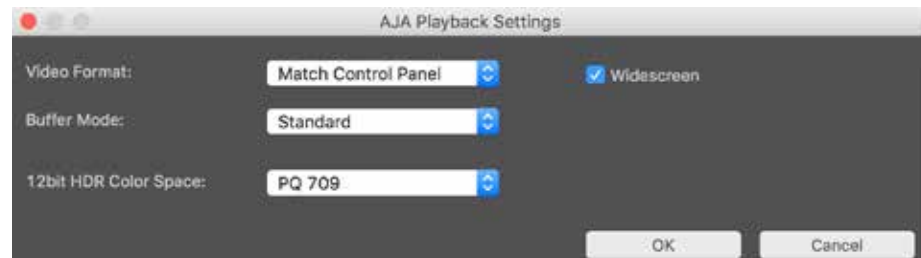 AJA Playback Settings
Video Format: Match Control Panel Widescreen
Buffer Mode: Standard
12bit HDR Color Space: PQ 709
OK Cancel